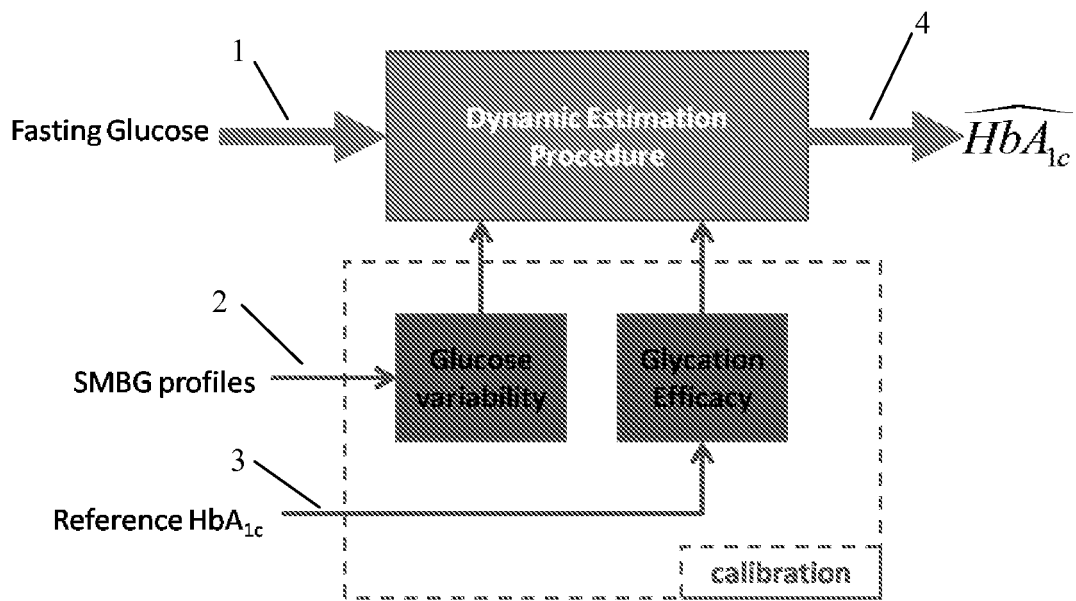 1
4
Fasting Glucose
Dynamic Estimation
Procedure
HbA1c
2
SMBG profiles
Glucose
variability
Glycation
Efficacy
3
Reference HbA1c
calibration